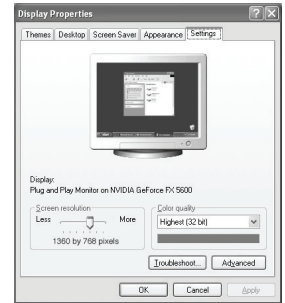 Display Properties
Themes Desktop Screen Saver Appearance Settings
Display:
Plug and Play Monitor on NVIDIA GeForce FX 5600
Screen resolution
Less More
1360 by 768 pixels
Color quality
Highest (32 bit)
Troubleshoot... Advanced
OK Cancel Apply